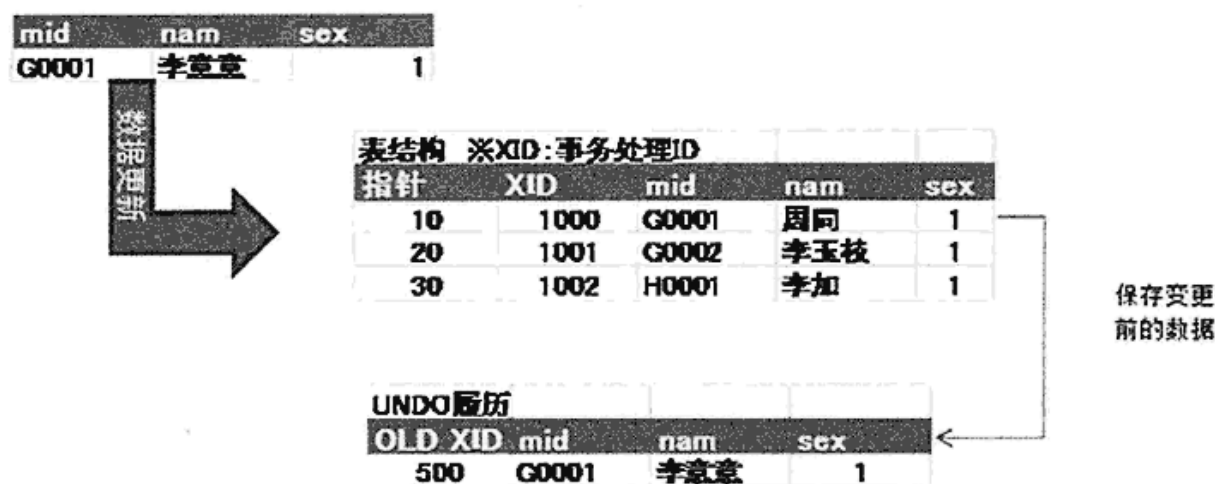 mid nam sex
G0001 李意意 1
数据更新
表结构 ※XID:事务处理ID
指针 XID mid nam sex
10 1000 G0001 周同 1
20 1001 G0002 李玉枝 1
30 1002 H0001 李加 1
保存变更
前的数据
UNDO履历
OLD XID mid nam sex
500 G0001 李意意 1